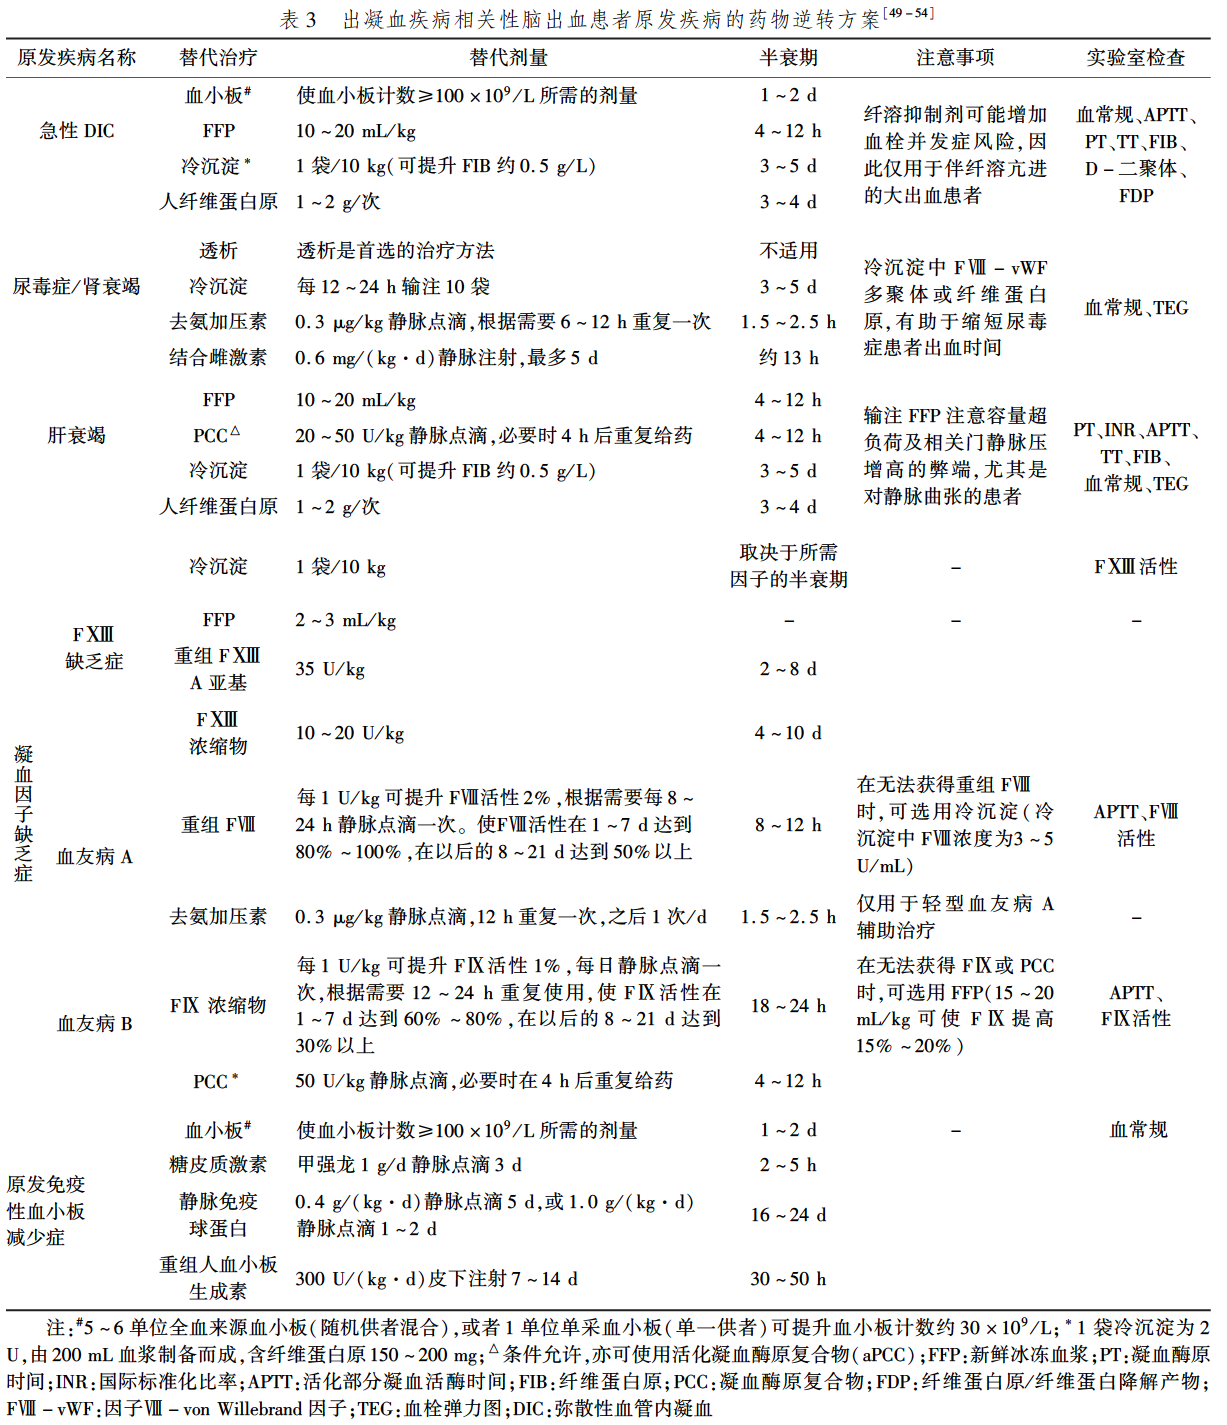 表 3 出凝血疾病相关性脑出血患者原发疾病的药物逆转方案[49-54]
原发疾病名称 替代治疗 替代剂量 半衰期 注意事项 实验室检查
急性 DIC
血小板# 使血小板计数≥100×10⁹/L 所需的剂量 1~2 d
FFP 10~20 mL/kg 4~12 h
冷沉淀* 1 袋/10 kg(可提升 FIB 约 0.5 g/L) 3~5 d
人纤维蛋白原 1~2 g/次 3~4 d
纤溶抑制剂可能增加
血栓并发症风险,因
此仅用于伴纤溶亢进
的大出血患者
血常规、APTT、
PT、TT、FIB、
D-二聚体、
FDP
尿毒症/肾衰竭
透析 透析是首选的治疗方法 不适用
冷沉淀 每 12~24 h 输注 10 袋 3~5 d
去氨加压素 0.3 μg/kg 静脉点滴,根据需要 6~12 h 重复一次 1.5~2.5 h
结合雌激素 0.6 mg/(kg·d)静脉注射,最多 5 d 约 13 h
冷沉淀中 FⅧ-vWF
多聚体或纤维蛋白
原,有助于缩短尿毒
症患者出血时间
血常规、TEG
肝衰竭
FFP 10~20 mL/kg 4~12 h
PCC△ 20~50 U/kg 静脉点滴,必要时 4 h 后重复给药 4~12 h
冷沉淀 1 袋/10 kg(可提升 FIB 约 0.5 g/L) 3~5 d
人纤维蛋白原 1~2 g/次 3~4 d
输注 FFP 注意容量超
负荷及相关门静脉压
增高的弊端,尤其是
对静脉曲张的患者
PT、INR、APTT、
TT、FIB、
血常规、TEG
凝血因子缺乏症
FⅩⅢ
缺乏症
冷沉淀 1 袋/10 kg
取决于所需
因子的半衰期
- FⅩⅢ活性
FFP 2~3 mL/kg - - -
重组 FⅩⅢ
A 亚基
35 U/kg 2~8 d
FⅩⅢ
浓缩物
10~20 U/kg 4~10 d
血友病 A
重组 FⅧ
每 1 U/kg 可提升 FⅧ活性 2%,根据需要每 8~
24 h 静脉点滴一次。使FⅧ活性在 1~7 d 达到
80%~100%,在以后的 8~21 d 达到 50%以上
8~12 h
在无法获得重组 FⅧ
时,可选用冷沉淀(冷
沉淀中 FⅧ浓度为3~5
U/mL)
APTT、FⅧ
活性
去氨加压素 0.3 μg/kg 静脉点滴,12 h 重复一次,之后 1 次/d 1.5~2.5 h
仅用于轻型血友病 A
辅助治疗
-
血友病 B
FⅨ 浓缩物
每 1 U/kg 可提升 FⅨ活性 1%,每日静脉点滴一
次,根据需要 12~24 h 重复使用,使 FⅨ活性在
1~7 d 达到 60%~80%,在以后的 8~21 d 达到
30%以上
18~24 h
在无法获得 FⅨ或 PCC
时,可选用 FFP(15~20
mL/kg 可使 FⅨ提高
15%~20%)
APTT、
FⅨ活性
PCC* 50 U/kg 静脉点滴,必要时在 4 h 后重复给药 4~12 h
原发免疫
性血小板
减少症
血小板# 使血小板计数≥100×10⁹/L 所需的剂量 1~2 d - 血常规
糖皮质激素 甲强龙 1 g/d 静脉点滴 3 d 2~5 h
静脉免疫
球蛋白
0.4 g/(kg·d)静脉点滴 5 d,或 1.0 g/(kg·d)
静脉点滴 1~2 d
16~24 d
重组人血小板
生成素
300 U/(kg·d)皮下注射 7~14 d 30~50 h
注:#5~6 单位全血来源血小板(随机供者混合),或者 1 单位单采血小板(单一供者)可提升血小板计数约 30×10⁹/L;*1 袋冷沉淀为 2
U,由 200 mL 血浆制备而成,含纤维蛋白原 150~200 mg;△条件允许,亦可使用活化凝血酶原复合物(aPCC);FFP:新鲜冰冻血浆;PT:凝血酶原
时间;INR:国际标准化比率;APTT:活化部分凝血活酶时间;FIB:纤维蛋白原;PCC:凝血酶原复合物;FDP:纤维蛋白原/纤维蛋白降解产物;
FⅧ-vWF:因子Ⅷ-von Willebrand 因子;TEG:血栓弹力图;DIC:弥散性血管内凝血